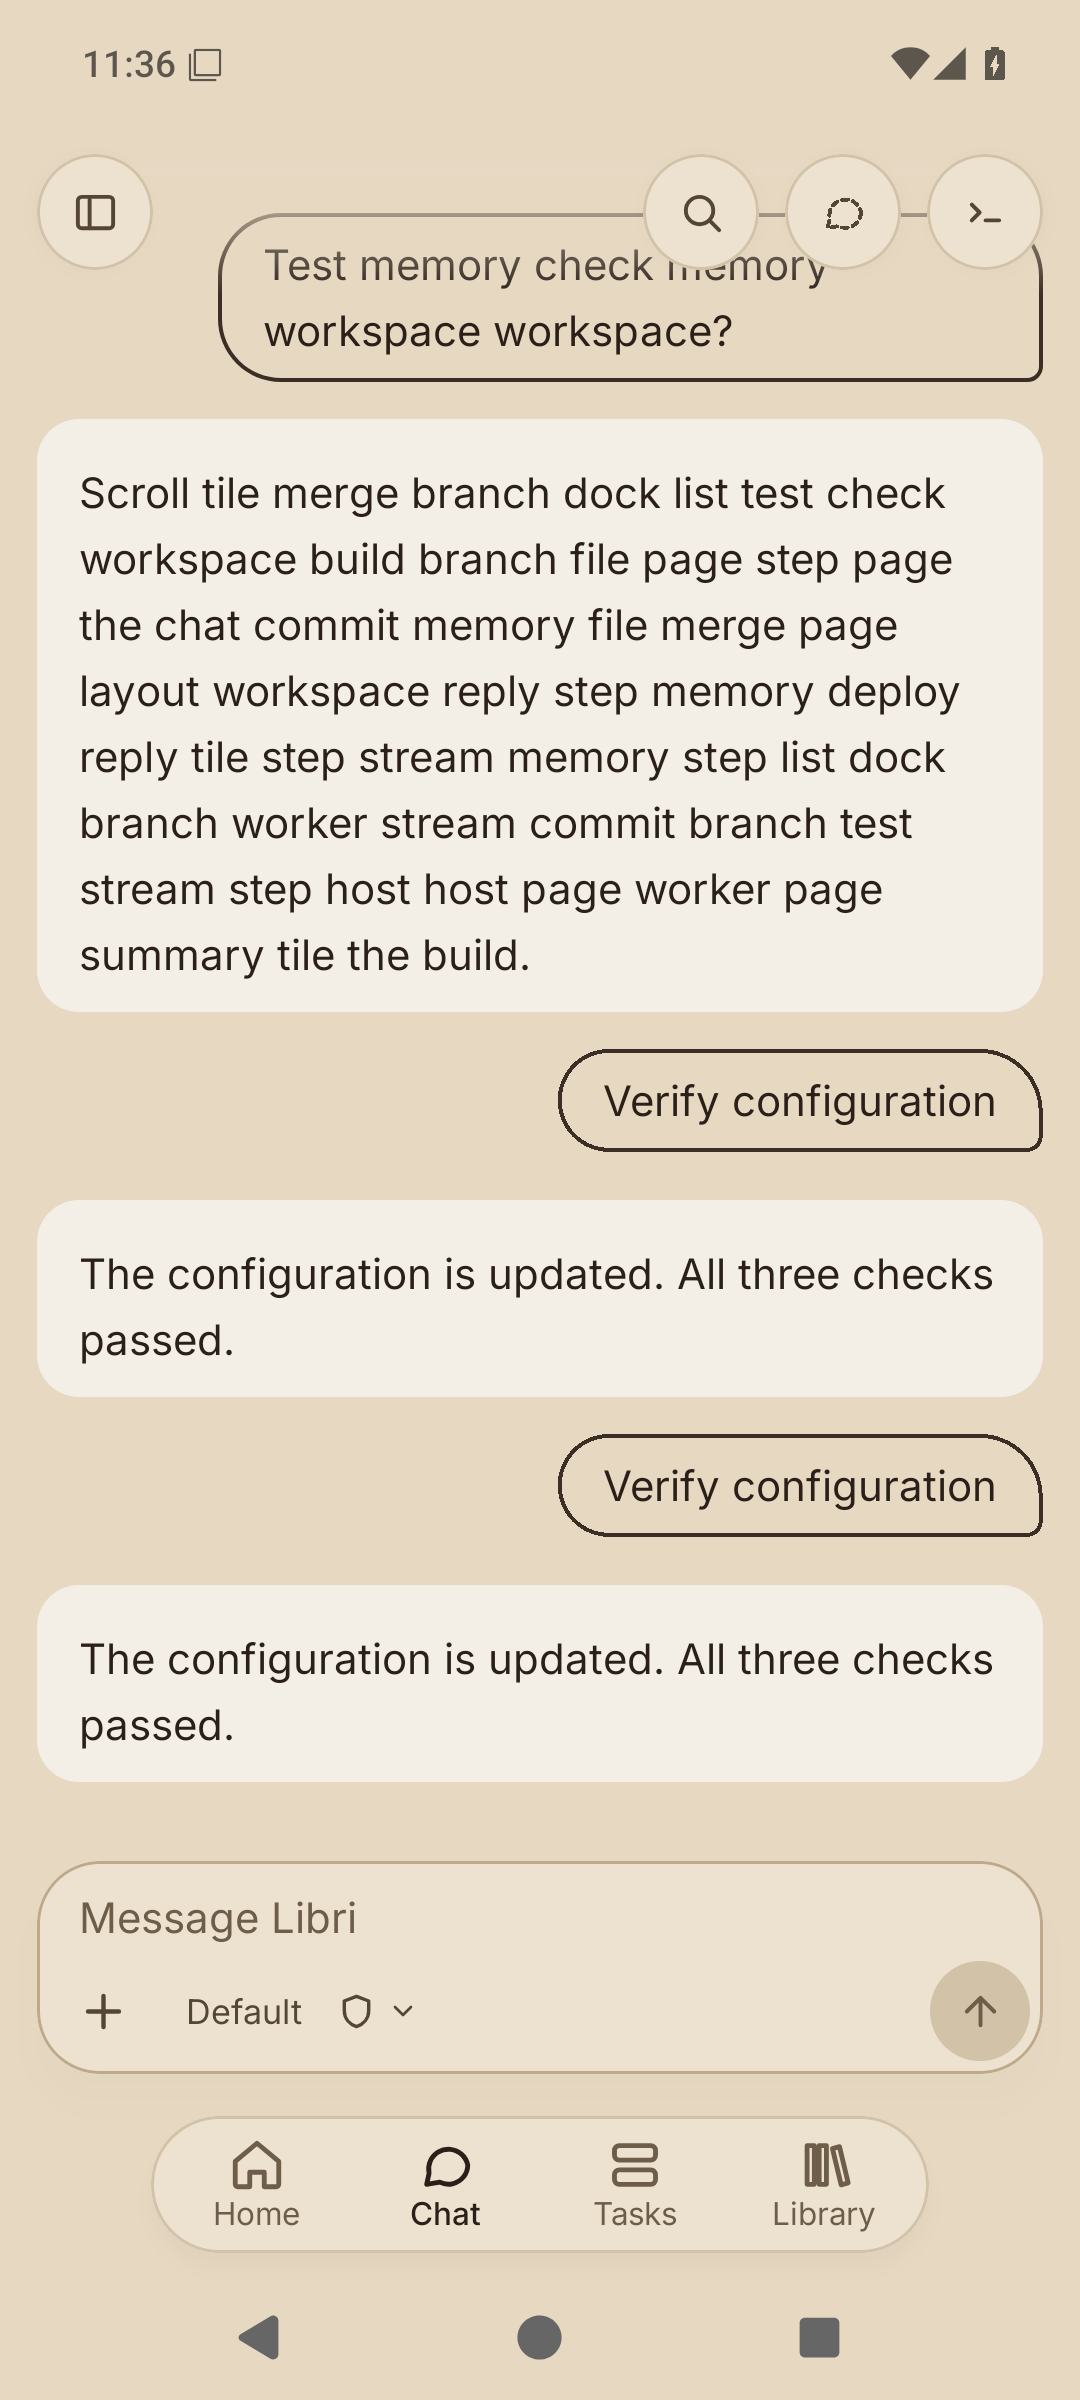 11:36
Test memory check memory
workspace workspace?
Scroll tile merge branch dock list test check
workspace build branch file page step page
the chat commit memory file merge page
layout workspace reply step memory deploy
reply tile step stream memory step list dock
branch worker stream commit branch test
stream step host host page worker page
summary tile the build.
Verify configuration
The configuration is updated. All three checks
passed.
Verify configuration
The configuration is updated. All three checks
passed.
Message Libri
Default
Home Chat Tasks Library